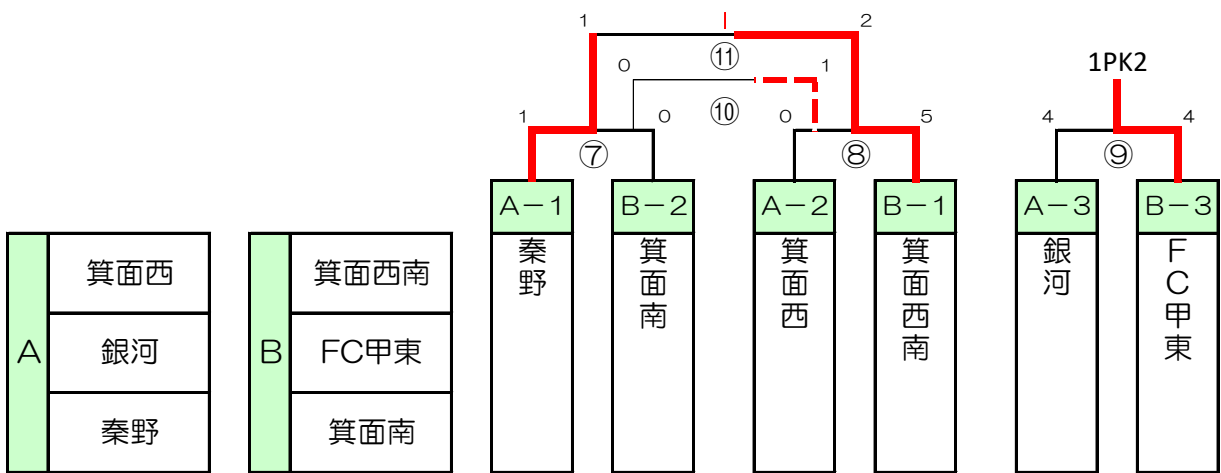 1 2
⑪
0 1
1PK2
⑩
1 0 0 5 4 4
⑦ ⑧ ⑨
A-1 B-2 A-2 B-1 A-3 B-3
秦野 箕面南 箕面西 箕面西南 銀河 FC甲東
A
箕面西
銀河
秦野
B
箕面西南
FC甲東
箕面南